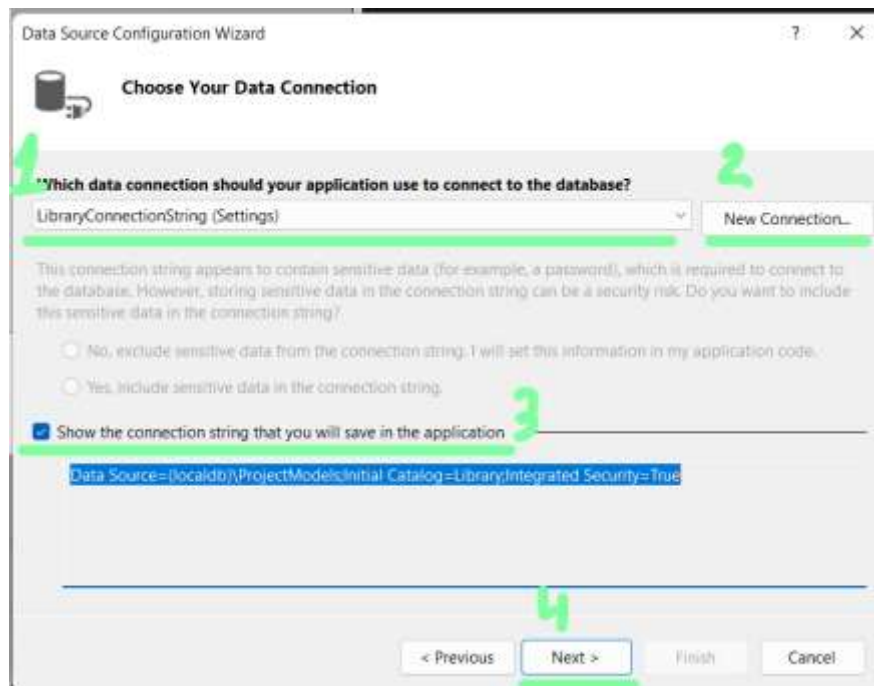 Data Source Configuration Wizard
? ×
Choose Your Data Connection
1
Which data connection should your application use to connect to the database?
2
LibraryConnectionString (Settings)
New Connection...
This connection string appears to contain sensitive data (for example, a password), which is required to connect to
the database. However, storing sensitive data in the connection string can be a security risk. Do you want to include
this sensitive data in the connection string?
No, exclude sensitive data from the connection string. I will set this information in my application code.
Yes, include sensitive data in the connection string.
3
Show the connection string that you will save in the application
Data Source=(localdb)\ProjectModels;Initial Catalog=Library;Integrated Security=True
4
< Previous
Next >
Finish
Cancel